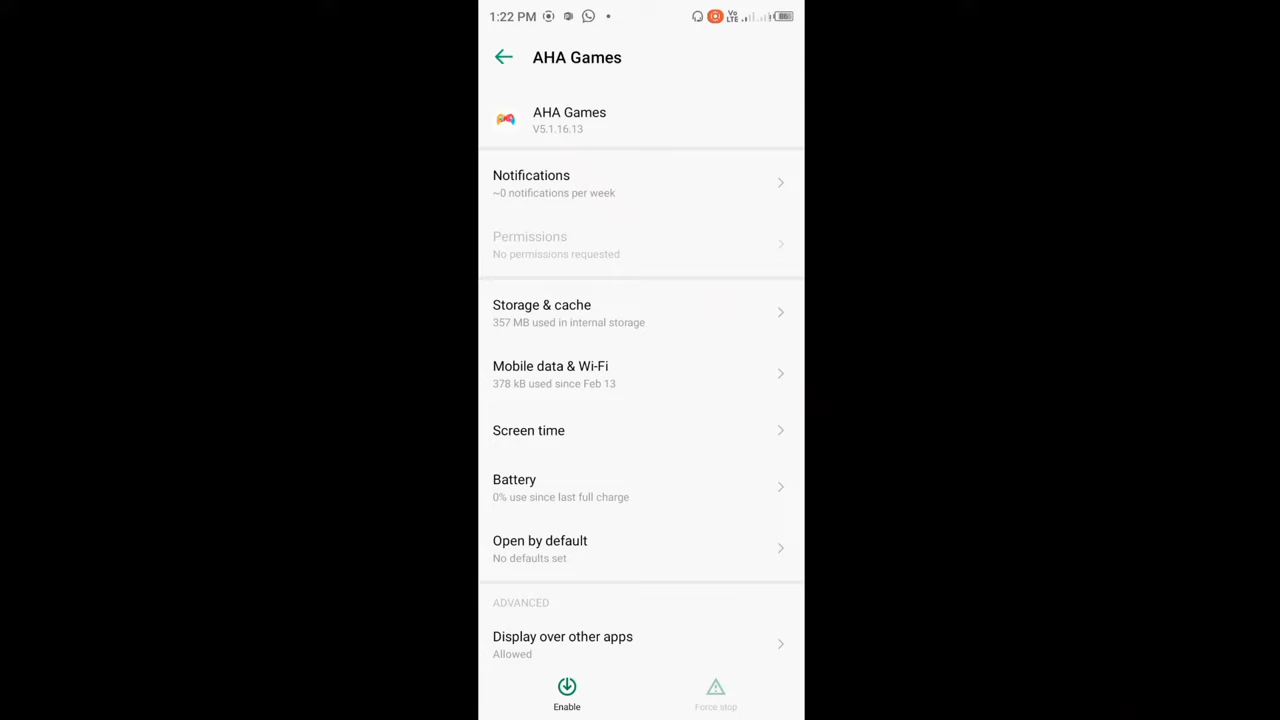 1:22 PM
Vo
LTE
86
AHA Games
AHA Games
V5.1.16.13
Notifications
~0 notifications per week
Permissions
No permissions requested
Storage & cache
357 MB used in internal storage
Mobile data & Wi-Fi
378 kB used since Feb 13
Screen time
Battery
0% use since last full charge
Open by default
No defaults set
ADVANCED
Display over other apps
Allowed
Enable
Force stop